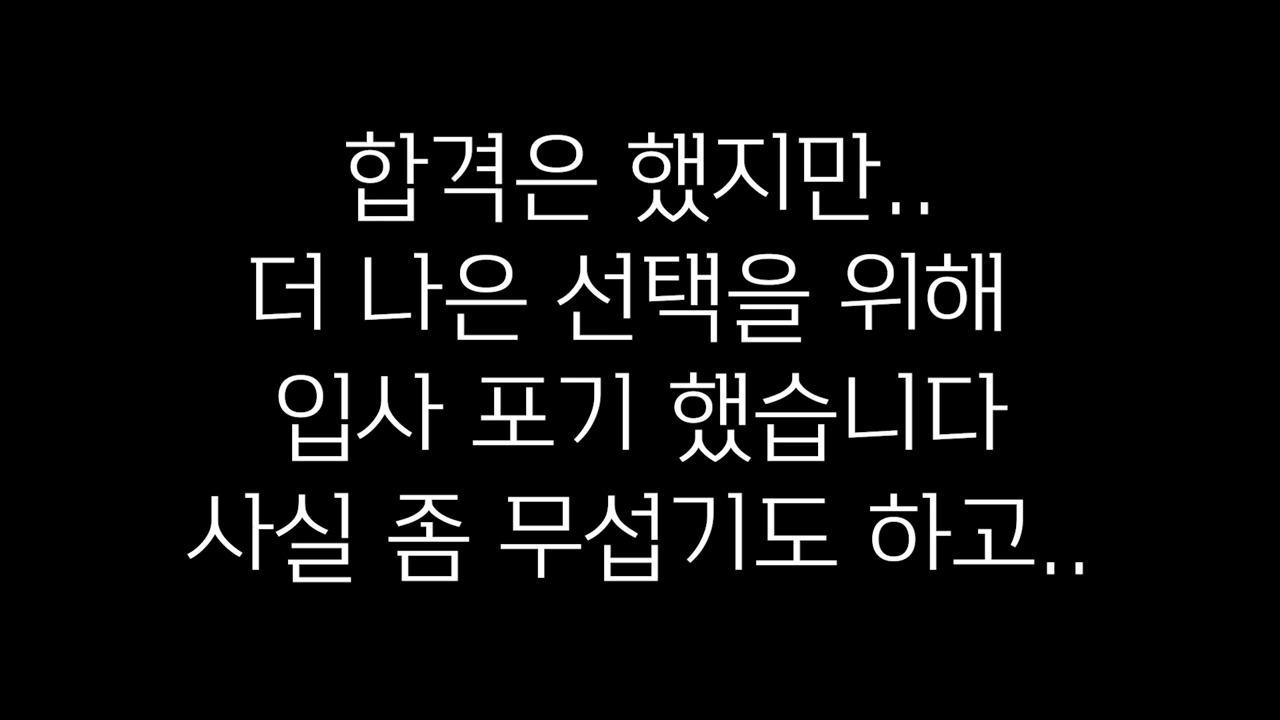 합격은 했지만..
더 나은 선택을 위해
입사 포기 했습니다
사실 좀 무섭기도 하고..